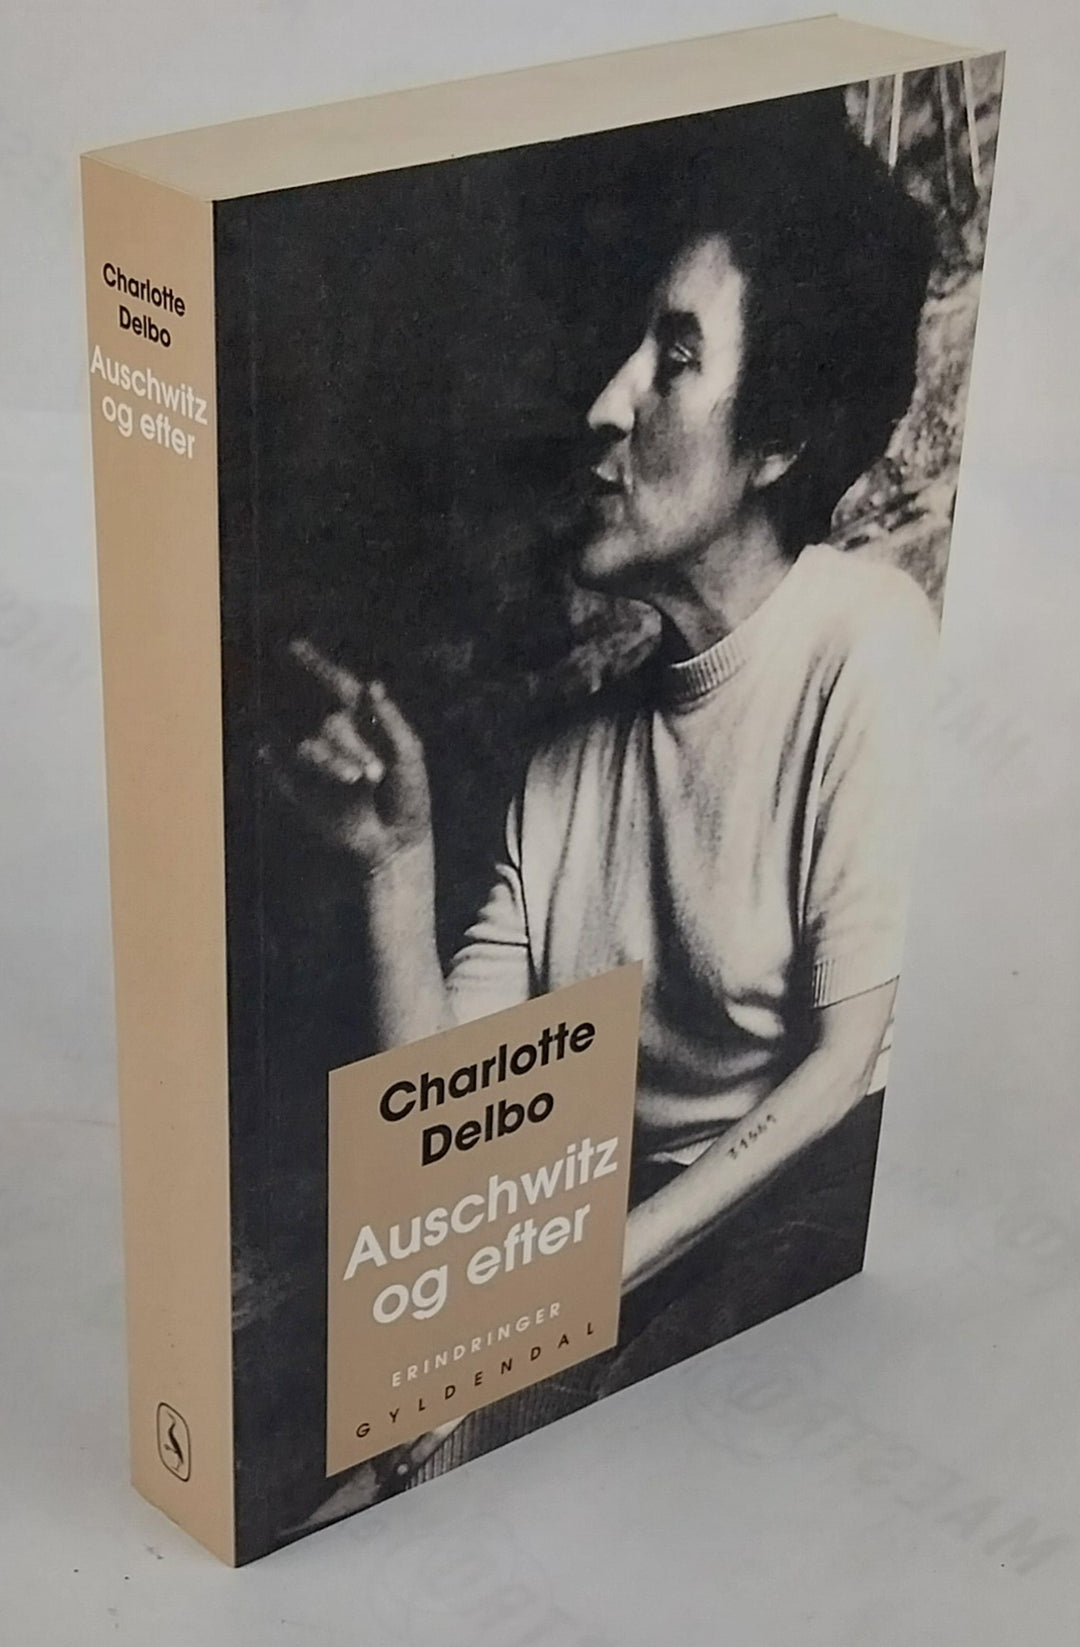 Charlotte
Delbo
Auschwitz
og efter
Charlotte
Delbo
Auschwitz
og efter
ERINDRINGER
GYLDENDAL